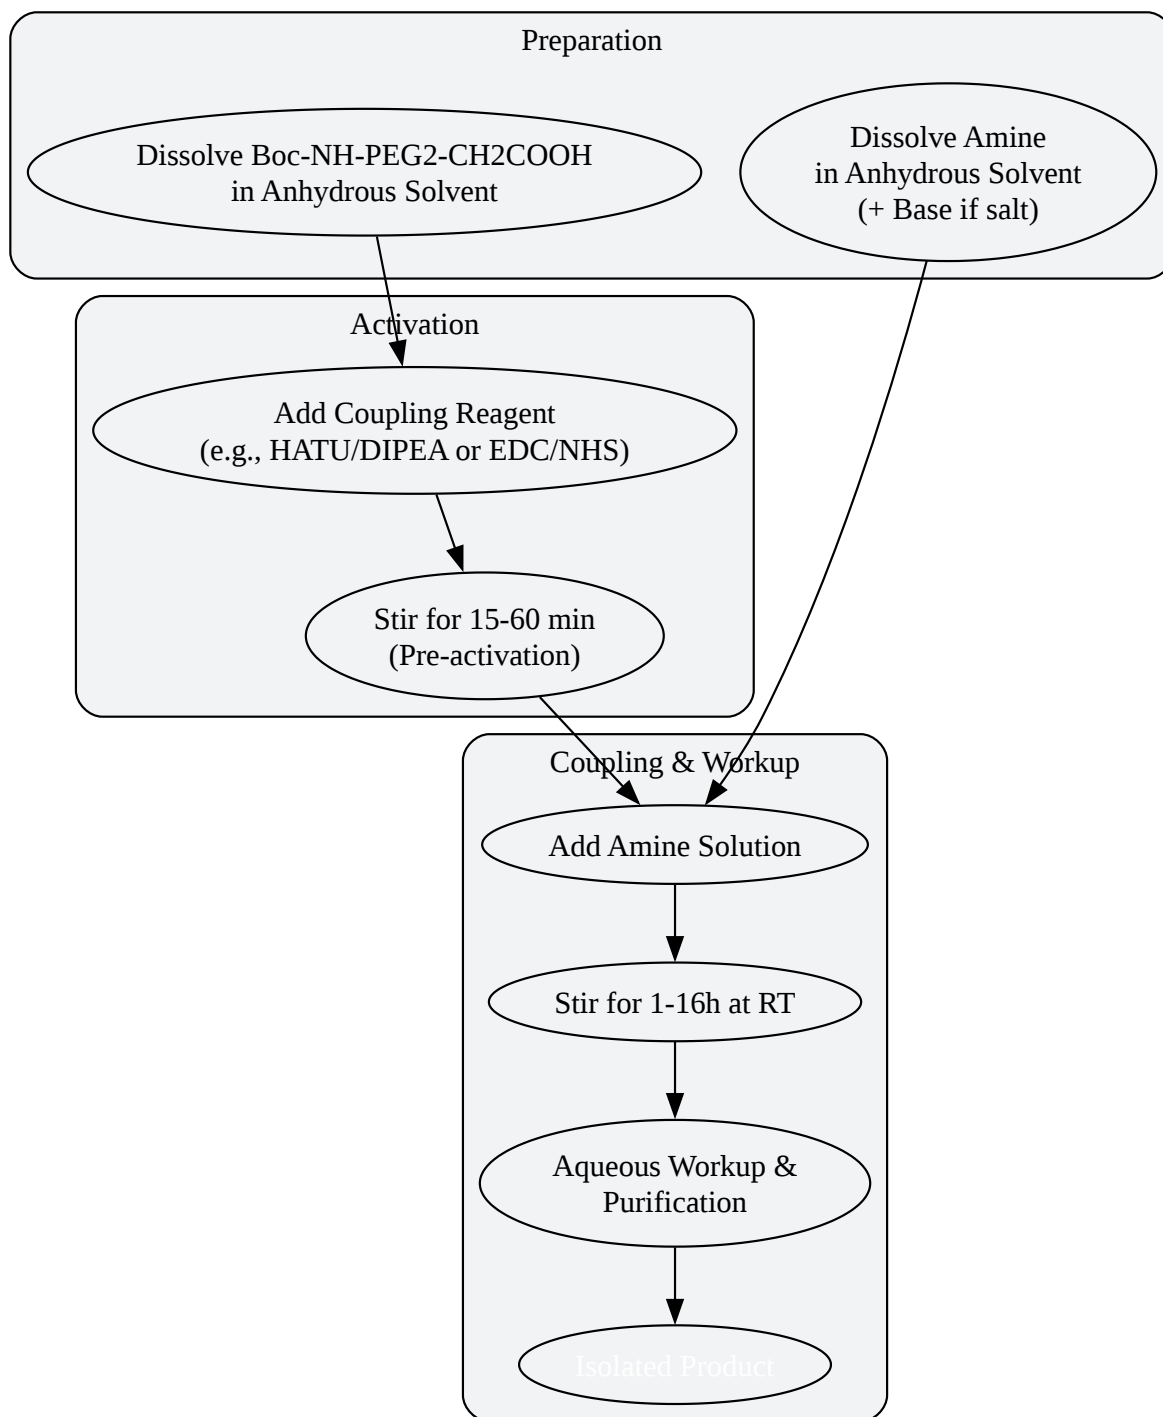 Preparation
Dissolve Boc-NH-PEG2-CH2COOH
in Anhydrous Solvent
Dissolve Amine
in Anhydrous Solvent
(+ Base if salt)
Activation
Add Coupling Reagent
(e.g., HATU/DIPEA or EDC/NHS)
Stir for 15-60 min
(Pre-activation)
Coupling & Workup
Add Amine Solution
Stir for 1-16h at RT
Aqueous Workup &
Purification
Isolated Product